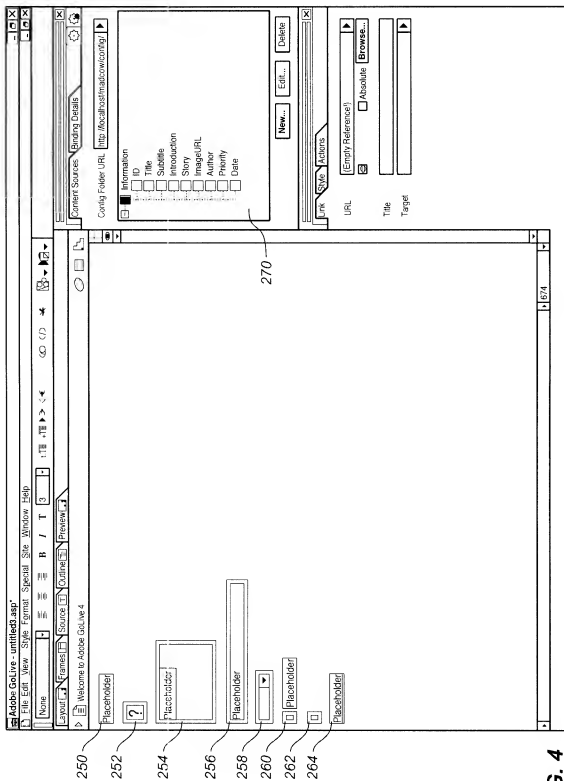 Adobe GoLive - untitled3.asp*
File Edit View Style Format Special Site Window Help
None
B I T 3
Layout Frames Source Outline Preview
Welcome to Adobe GoLive 4
250 Placeholder
252 ?
254 Placeholder
256 Placeholder
258
260 Placeholder
262
264 Placeholder
674
Content Sources Binding Details
Config Folder URL http://localhost/madcow/config/
Information
ID
Title
Subtitle
Introduction
Story
ImageURL
Author
Priority
Date
270
New... Edit... Delete
Link Style Actions
URL (Empty Reference!)
Absolute Browse...
Title
Target
G. 4